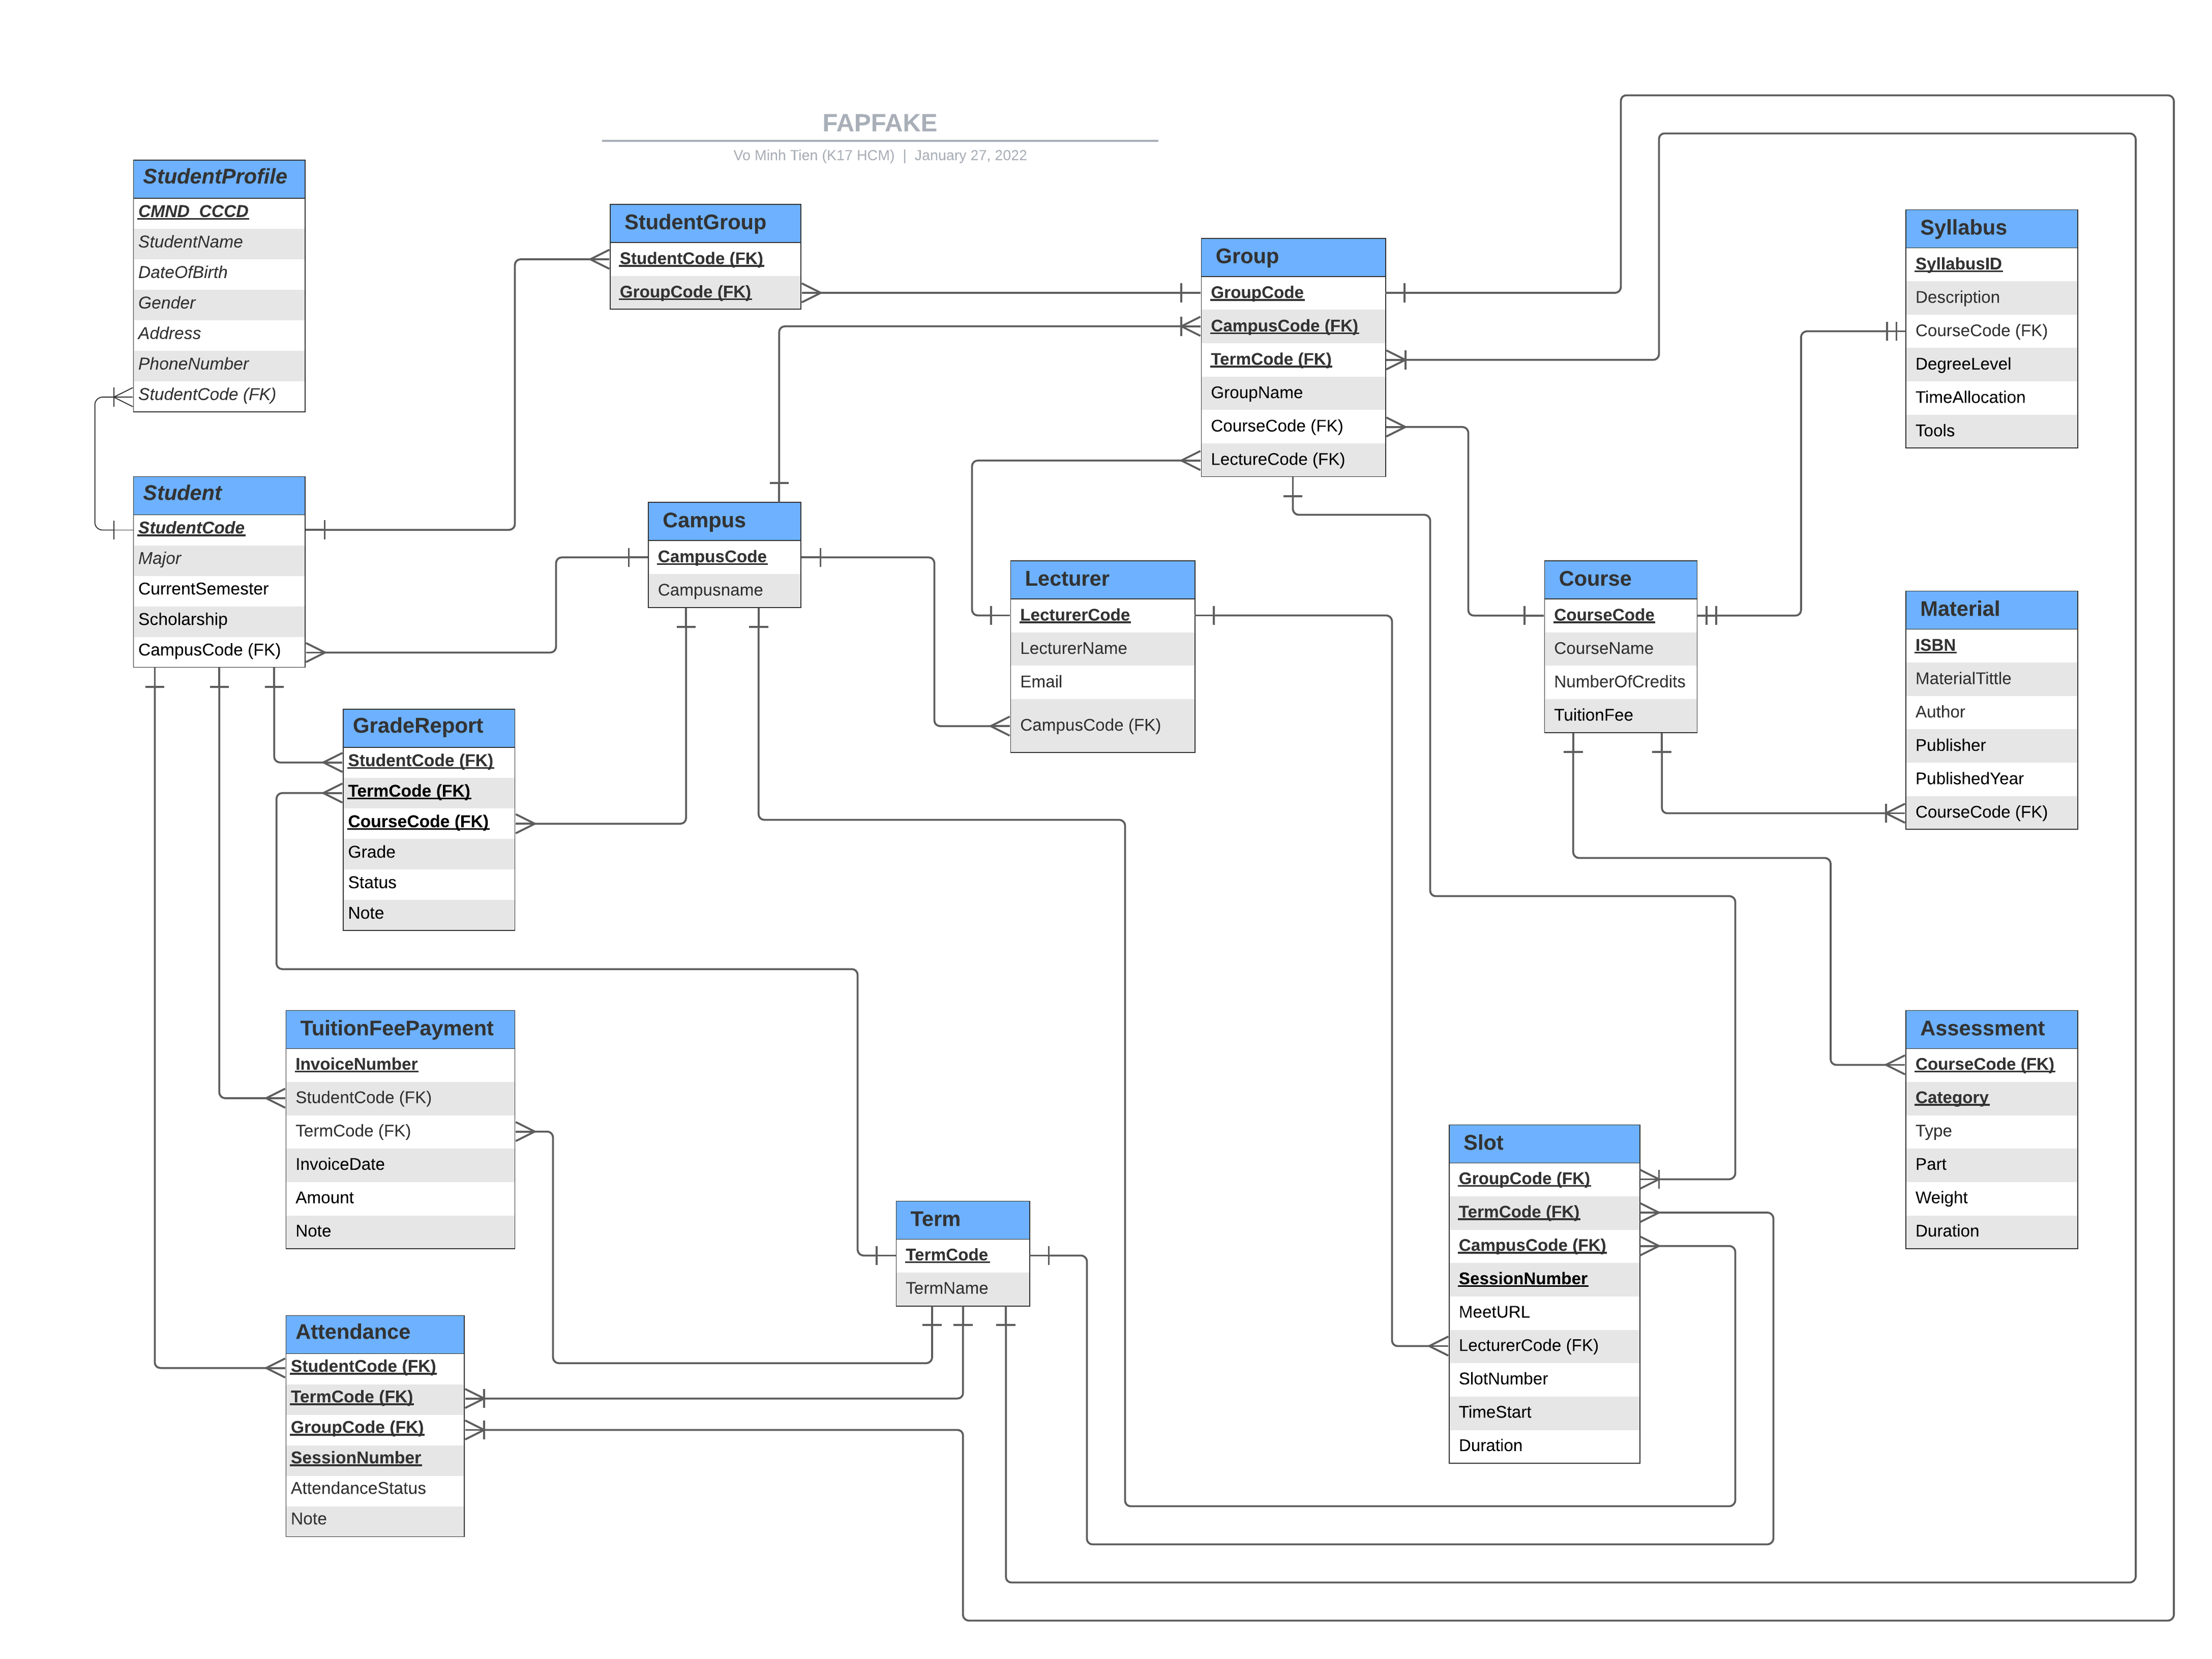 FAPFAKE
Vo Minh Tien (K17 HCM) | January 27, 2022
StudentProfile
CMND_CCCD
StudentName
DateOfBirth
Gender
Address
PhoneNumber
StudentCode (FK)
StudentGroup
StudentCode (FK)
GroupCode (FK)
Group
GroupCode
CampusCode (FK)
TermCode (FK)
GroupName
CourseCode (FK)
LectureCode (FK)
Syllabus
SyllabusID
Description
CourseCode (FK)
DegreeLevel
TimeAllocation
Tools
Student
StudentCode
Major
CurrentSemester
Scholarship
CampusCode (FK)
Campus
CampusCode
Campusname
Lecturer
LecturerCode
LecturerName
Email
CampusCode (FK)
Course
CourseCode
CourseName
NumberOfCredits
TuitionFee
Material
ISBN
MaterialTittle
Author
Publisher
PublishedYear
CourseCode (FK)
GradeReport
StudentCode (FK)
TermCode (FK)
CourseCode (FK)
Grade
Status
Note
TuitionFeePayment
InvoiceNumber
StudentCode (FK)
TermCode (FK)
InvoiceDate
Amount
Note
Assessment
CourseCode (FK)
Category
Type
Part
Weight
Duration
Slot
GroupCode (FK)
TermCode (FK)
CampusCode (FK)
SessionNumber
MeetURL
LecturerCode (FK)
SlotNumber
TimeStart
Duration
Term
TermCode
TermName
Attendance
StudentCode (FK)
TermCode (FK)
GroupCode (FK)
SessionNumber
AttendanceStatus
Note